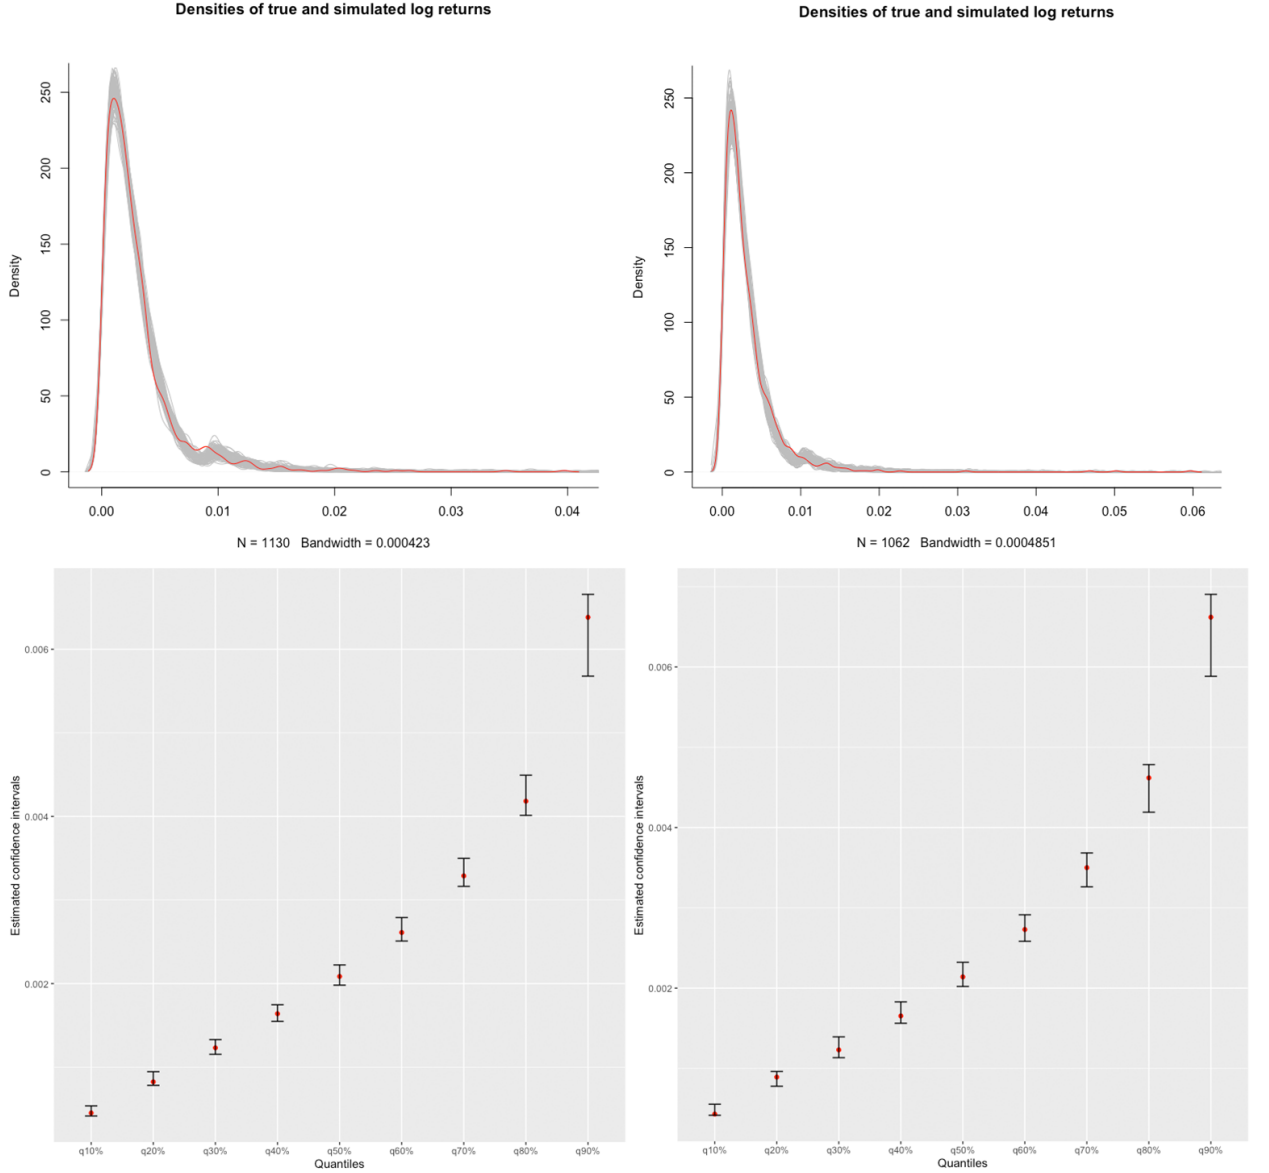 Densities of true and simulated log returns
Density
250
200
150
100
50
0
0.00 0.01 0.02 0.03 0.04
N = 1130 Bandwidth = 0.000423
Densities of true and simulated log returns
Density
250
200
150
100
50
0
0.00 0.01 0.02 0.03 0.04 0.05 0.06
N = 1062 Bandwidth = 0.0004851
Estimated confidence intervals
0.006
0.004
0.002
q10% q20% q30% q40% q50% q60% q70% q80% q90%
Quantiles
Estimated confidence intervals
0.006
0.004
0.002
q10% q20% q30% q40% q50% q60% q70% q80% q90%
Quantiles